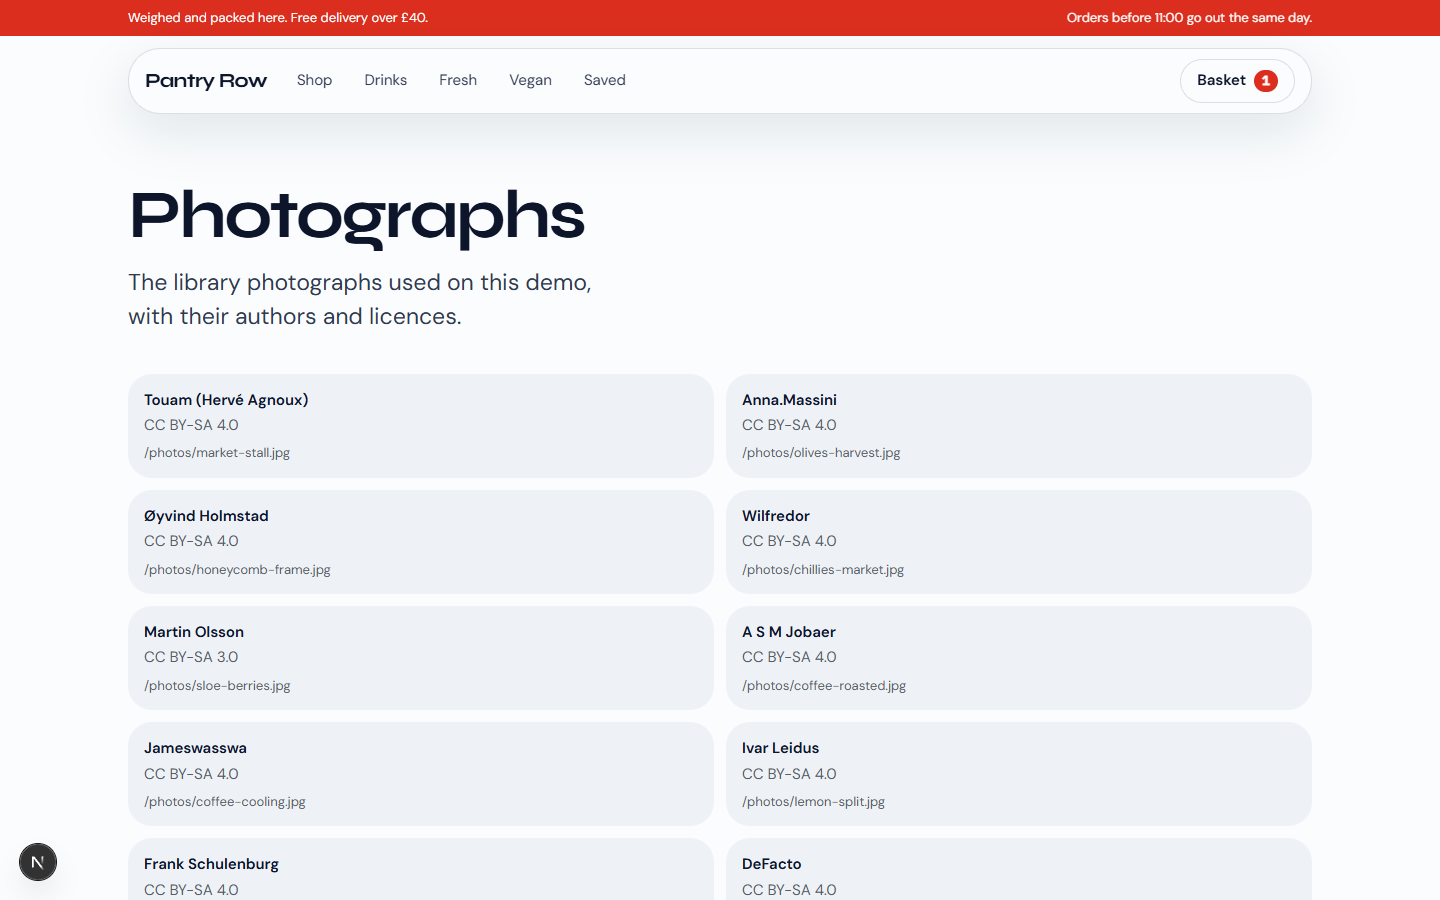 Weighed and packed here. Free delivery over £40.
Orders before 11:00 go out the same day.
Pantry Row
Shop
Drinks
Fresh
Vegan
Saved
Basket 1
Photographs
The library photographs used on this demo,
with their authors and licences.
Touam (Hervé Agnoux)
CC BY-SA 4.0
/photos/market-stall.jpg
Anna.Massini
CC BY-SA 4.0
/photos/olives-harvest.jpg
Øyvind Holmstad
CC BY-SA 4.0
/photos/honeycomb-frame.jpg
Wilfredor
CC BY-SA 4.0
/photos/chillies-market.jpg
Martin Olsson
CC BY-SA 3.0
/photos/sloe-berries.jpg
A S M Jobaer
CC BY-SA 4.0
/photos/coffee-roasted.jpg
Jameswasswa
CC BY-SA 4.0
/photos/coffee-cooling.jpg
Ivar Leidus
CC BY-SA 4.0
/photos/lemon-split.jpg
Frank Schulenburg
CC BY-SA 4.0
DeFacto
CC BY-SA 4.0
N